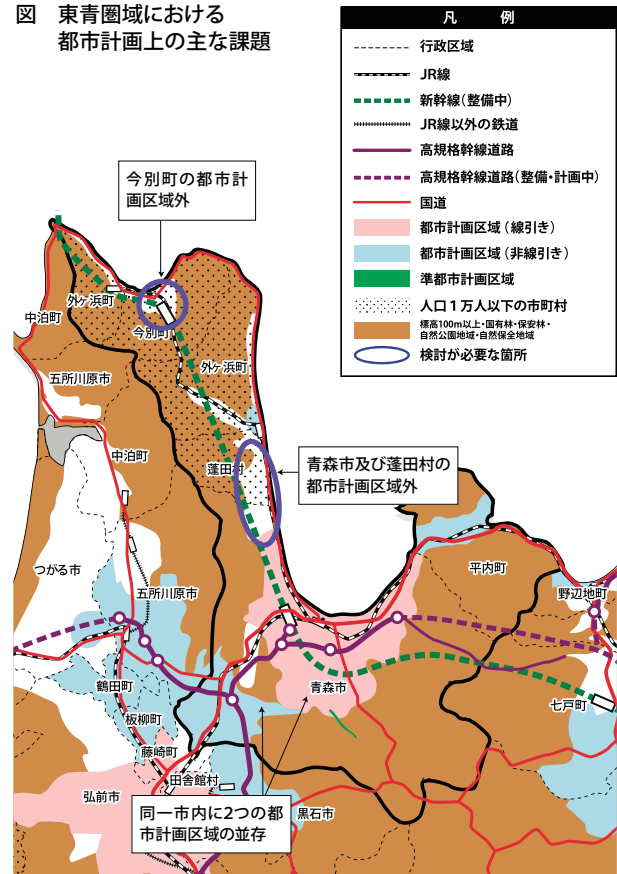 図　東青圏域における
都市計画上の主な課題
凡　例
行政区域
JR線
新幹線（整備中）
JR線以外の鉄道
高規格幹線道路
高規格幹線道路（整備・計画中）
国道
都市計画区域（線引き）
都市計画区域（非線引き）
準都市計画区域
人口１万人以下の市町村
標高100m以上・国有林・保安林・
自然公園地域・自然保全地域
検討が必要な箇所
今別町の都市計
画区域外
外ヶ浜町
中泊町
今別町
外ヶ浜町
五所川原市
中泊町
蓬田村
青森市及び蓬田村の
都市計画区域外
つがる市
平内町
五所川原市
野辺地町
鶴田町
青森市
七戸町
板柳町
藤崎町
田舎館村
弘前市
同一市内に2つの都
市計画区域の並存
黒石市